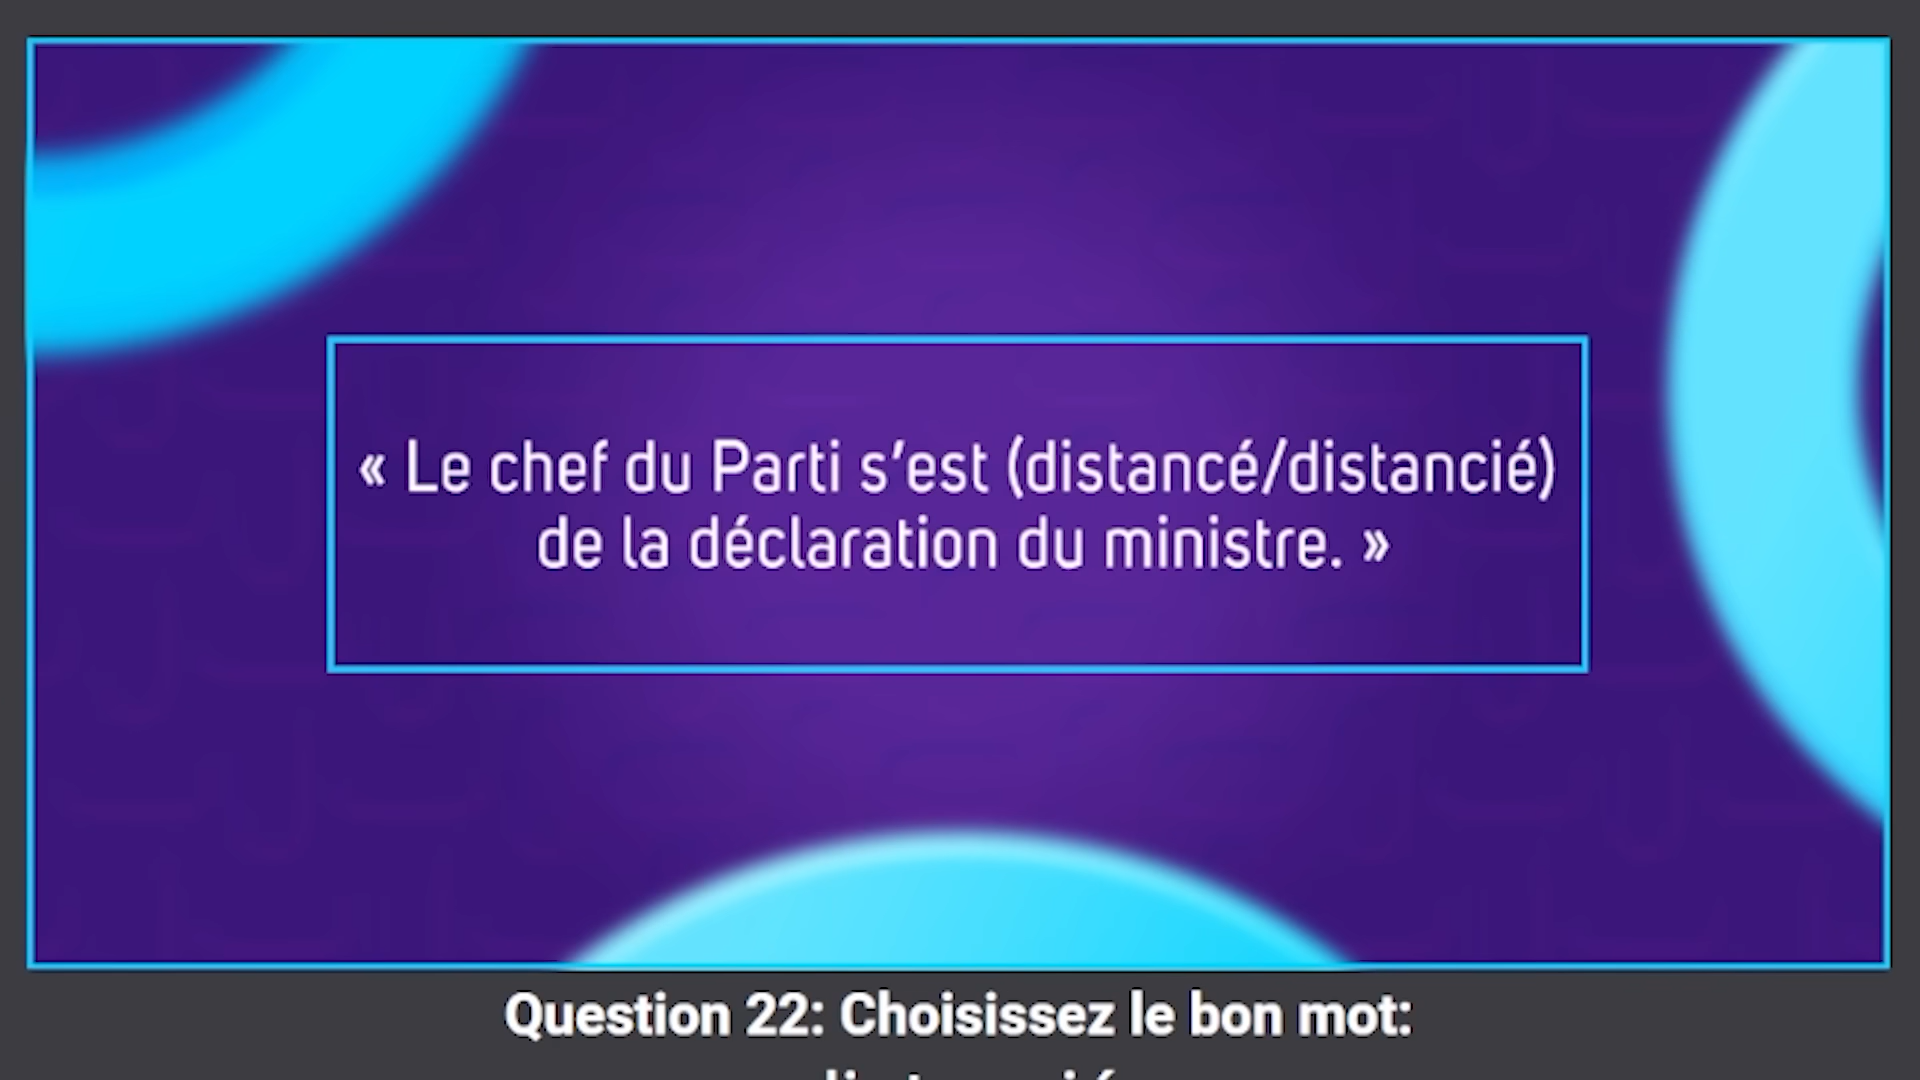 « Le chef du Parti s’est (distancé/distancié)
de la déclaration du ministre. »
Question 22: Choisissez le bon mot: